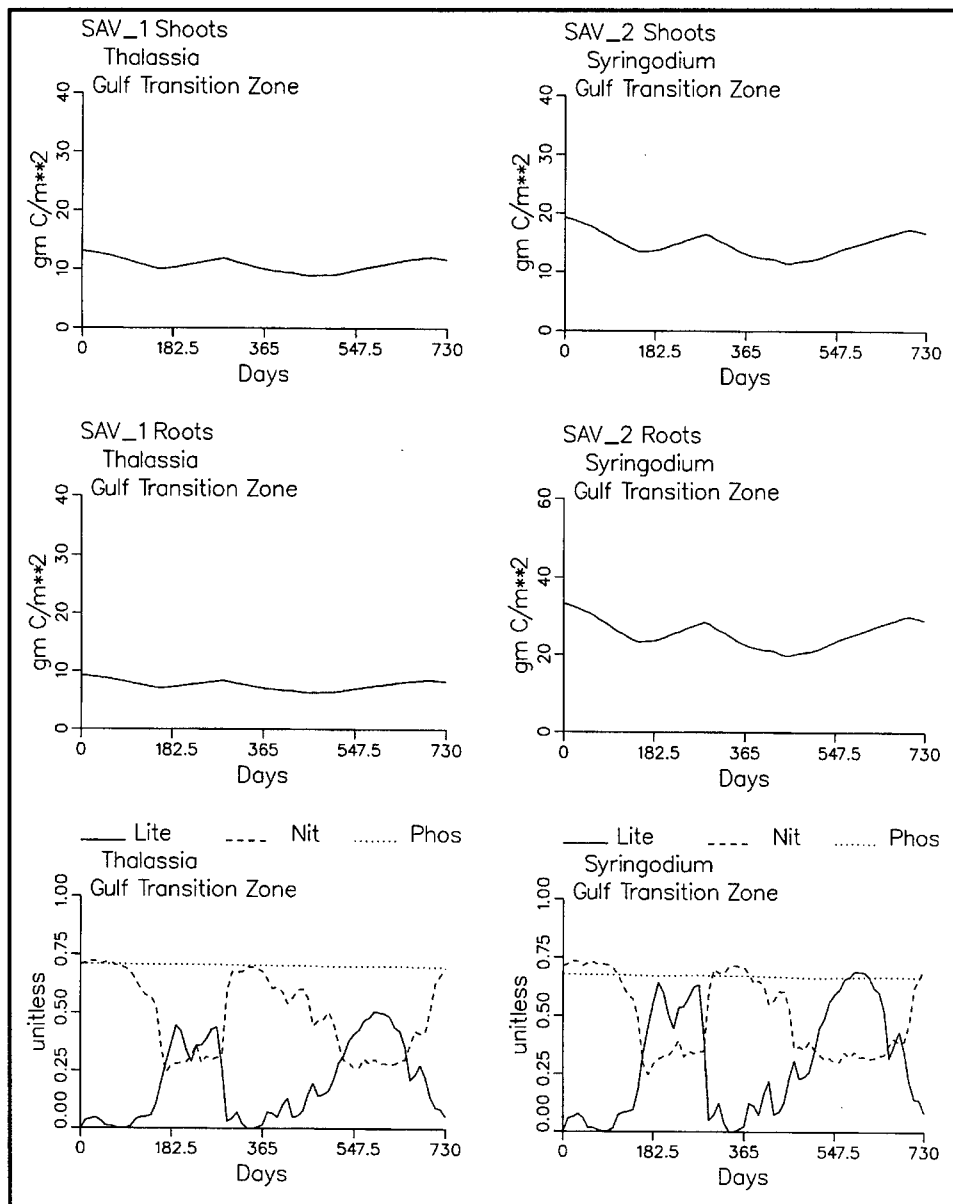 SAV_1 Shoots
Thalassia
Gulf Transition Zone
gm C/m**2
40
30
20
10
0
0 182.5 365 547.5 730
Days
SAV_2 Shoots
Syringodium
Gulf Transition Zone
gm C/m**2
40
30
20
10
0
0 182.5 365 547.5 730
Days
SAV_1 Roots
Thalassia
Gulf Transition Zone
gm C/m**2
40
30
20
10
0
0 182.5 365 547.5 730
Days
SAV_2 Roots
Syringodium
Gulf Transition Zone
gm C/m**2
60
40
20
0
0 182.5 365 547.5 730
Days
Lite Nit Phos
Thalassia
Gulf Transition Zone
unitless
1.00
0.75
0.50
0.25
0.00
0 182.5 365 547.5 730
Days
Lite Nit Phos
Syringodium
Gulf Transition Zone
unitless
1.00
0.75
0.50
0.25
0.00
0 182.5 365 547.5 730
Days